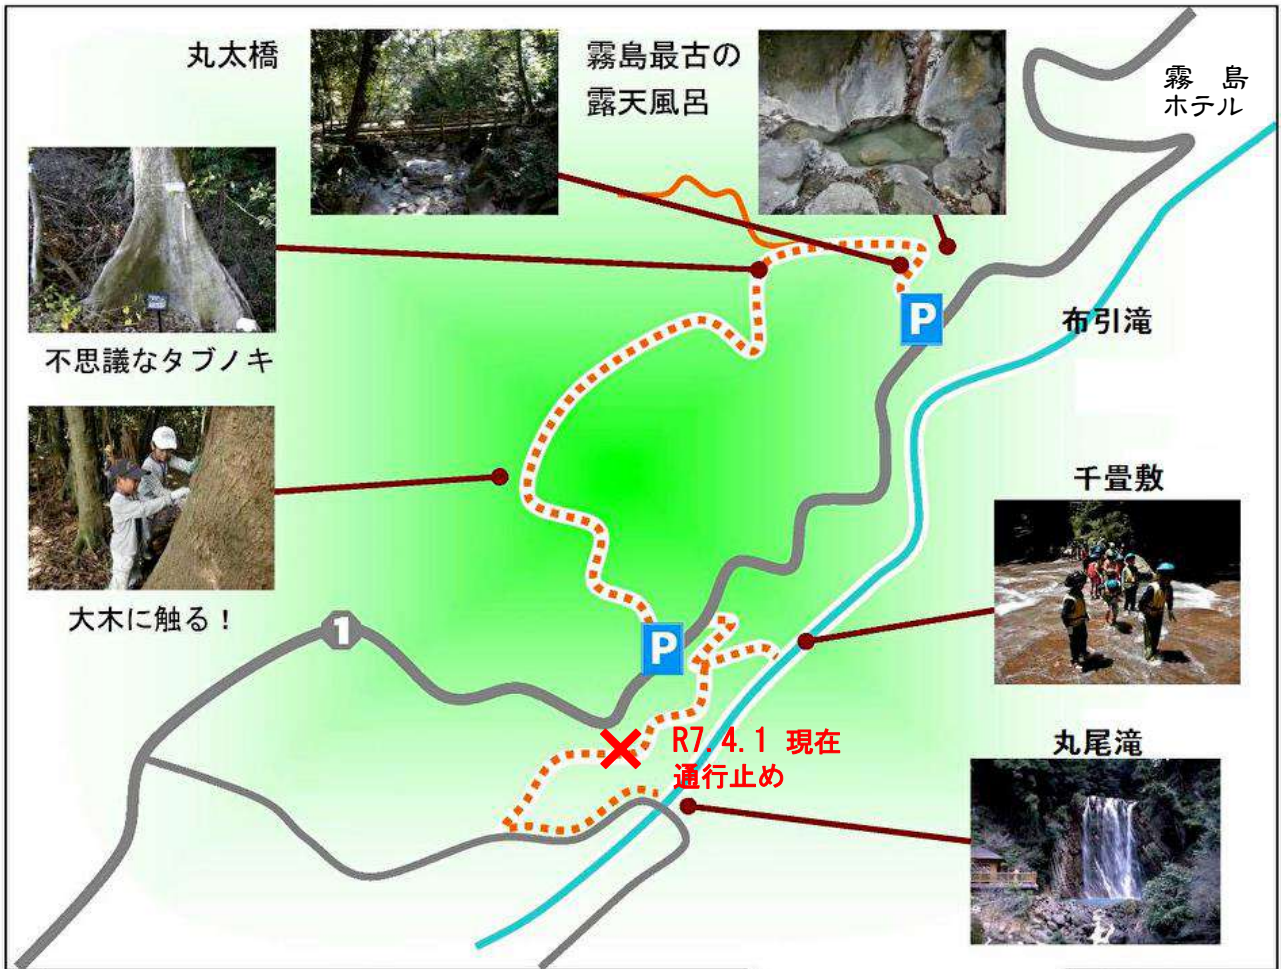 丸太橋
霧島最古の
露天風呂
霧 島
ホテル
不思議なタブノキ
P
布引滝
千畳敷
大木に触る！
1
P
R7.4.1 現在
通行止め
丸尾滝